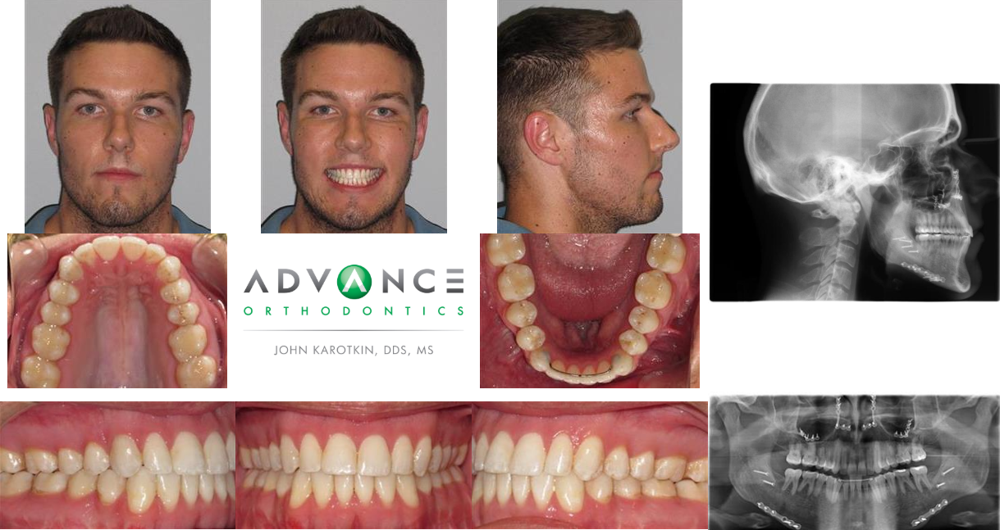 ADVANCE
ORTHODONTICS
JOHN KAROTKIN, DDS, MS